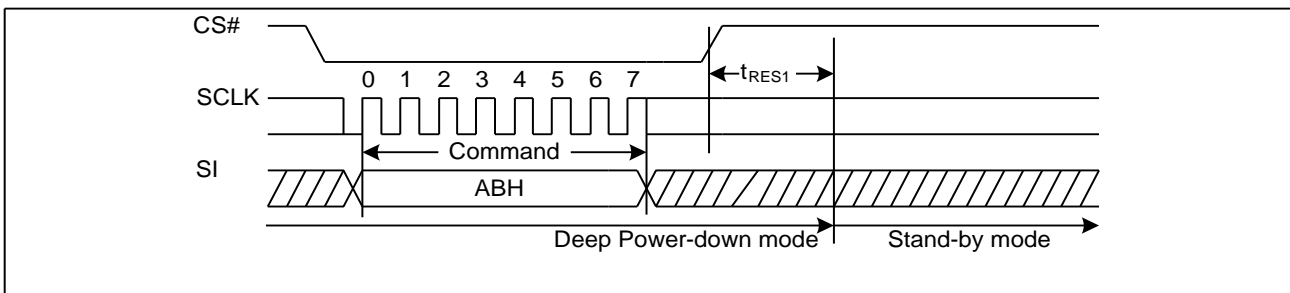 CS#
tRES1
0 1 2 3 4 5 6 7
SCLK
Command
SI
ABH
Deep Power-down mode Stand-by mode